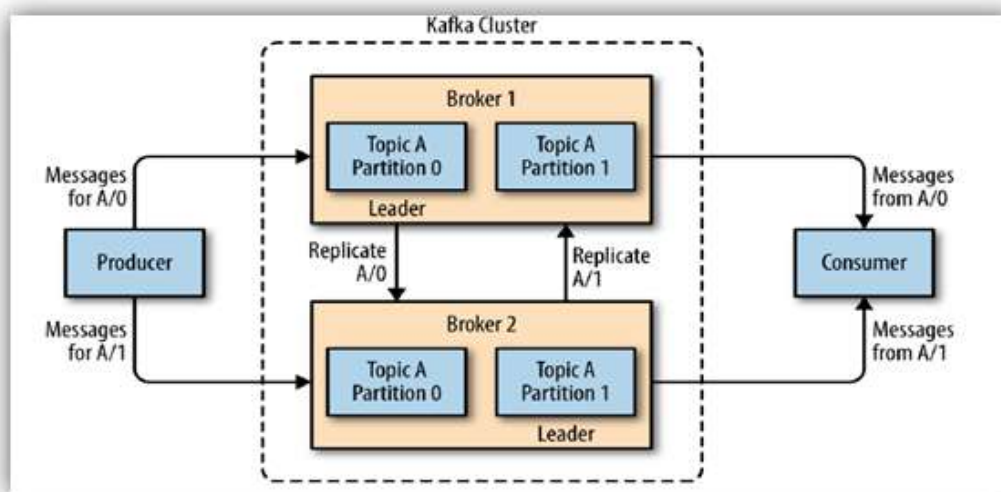 Kafka Cluster
Broker 1
Topic A
Partition 0
Topic A
Partition 1
Leader
Messages
for A/0
Messages
from A/0
Replicate
A/0
Replicate
A/1
Producer
Consumer
Messages
for A/1
Messages
from A/1
Broker 2
Topic A
Partition 0
Topic A
Partition 1
Leader